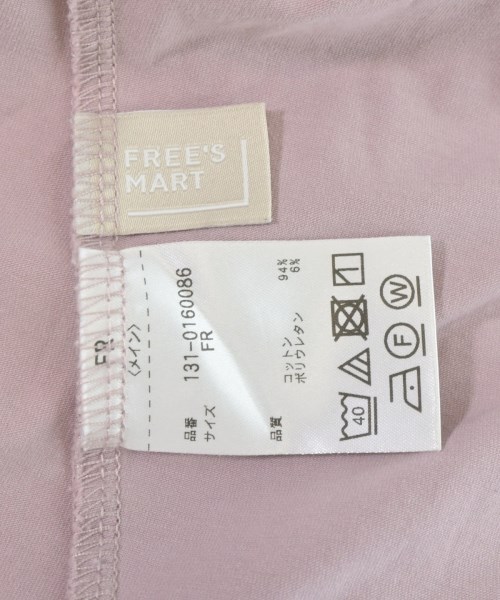 FREE'S
MART
FR
〈メイン〉
品番 131-0160086
サイズ FR
品質 コットン 94%
ポリウレタン 6%
40
F
W